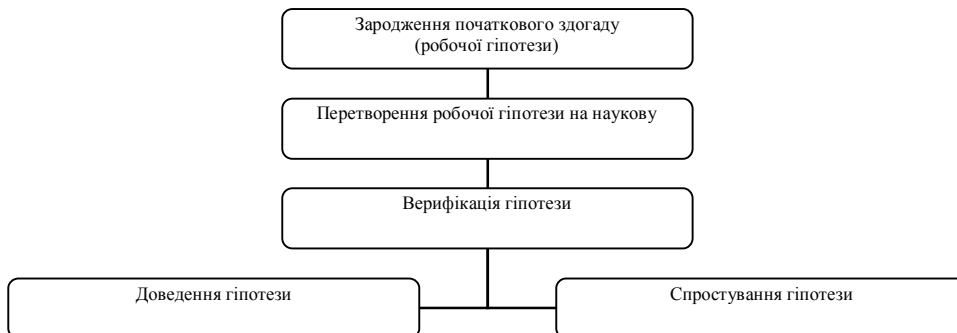 Зародження початкового здогаду
(робочої гіпотези)
Перетворення робочої гіпотези на наукову
Верифікація гіпотези
Доведення гіпотези
Спростування гіпотези